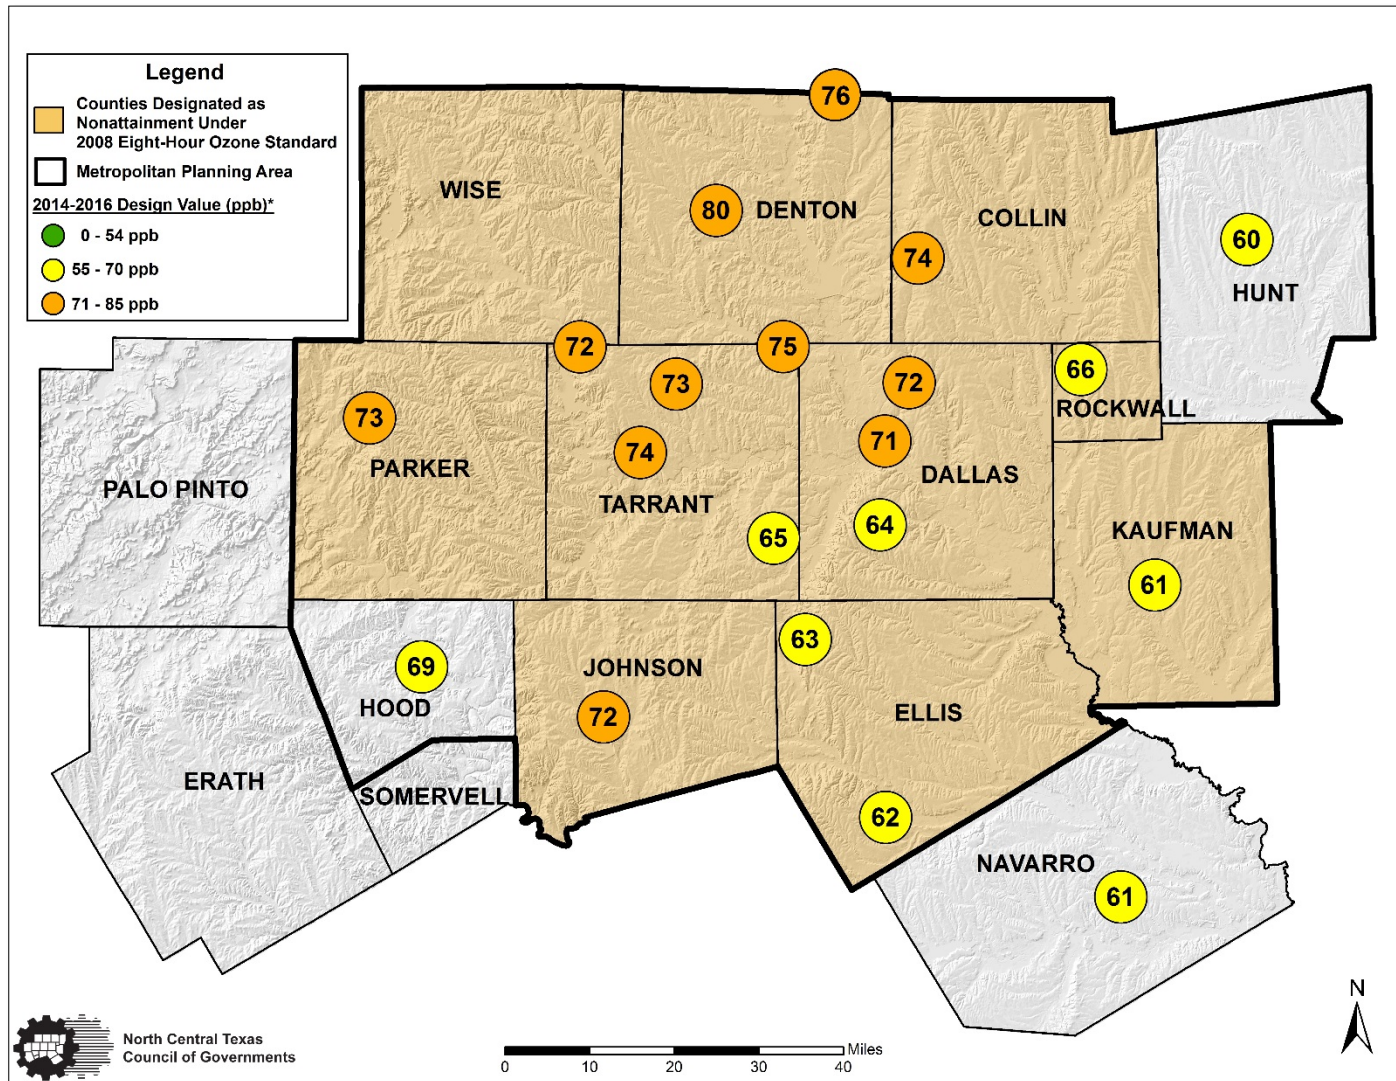 Legend
Counties Designated as
Nonattainment Under
2008 Eight-Hour Ozone Standard
Metropolitan Planning Area
2014-2016 Design Value (ppb)*
0 - 54 ppb
55 - 70 ppb
71 - 85 ppb
76
WISE
80
DENTON
COLLIN
74
60
HUNT
72
75
73
72
66
ROCKWALL
73
74
71
PARKER
TARRANT
DALLAS
PALO PINTO
65
64
KAUFMAN
61
63
69
JOHNSON
HOOD
72
ELLIS
ERATH
SOMERVELL
62
NAVARRO
61
N
North Central Texas
Council of Governments
Miles
0 10 20 30 40